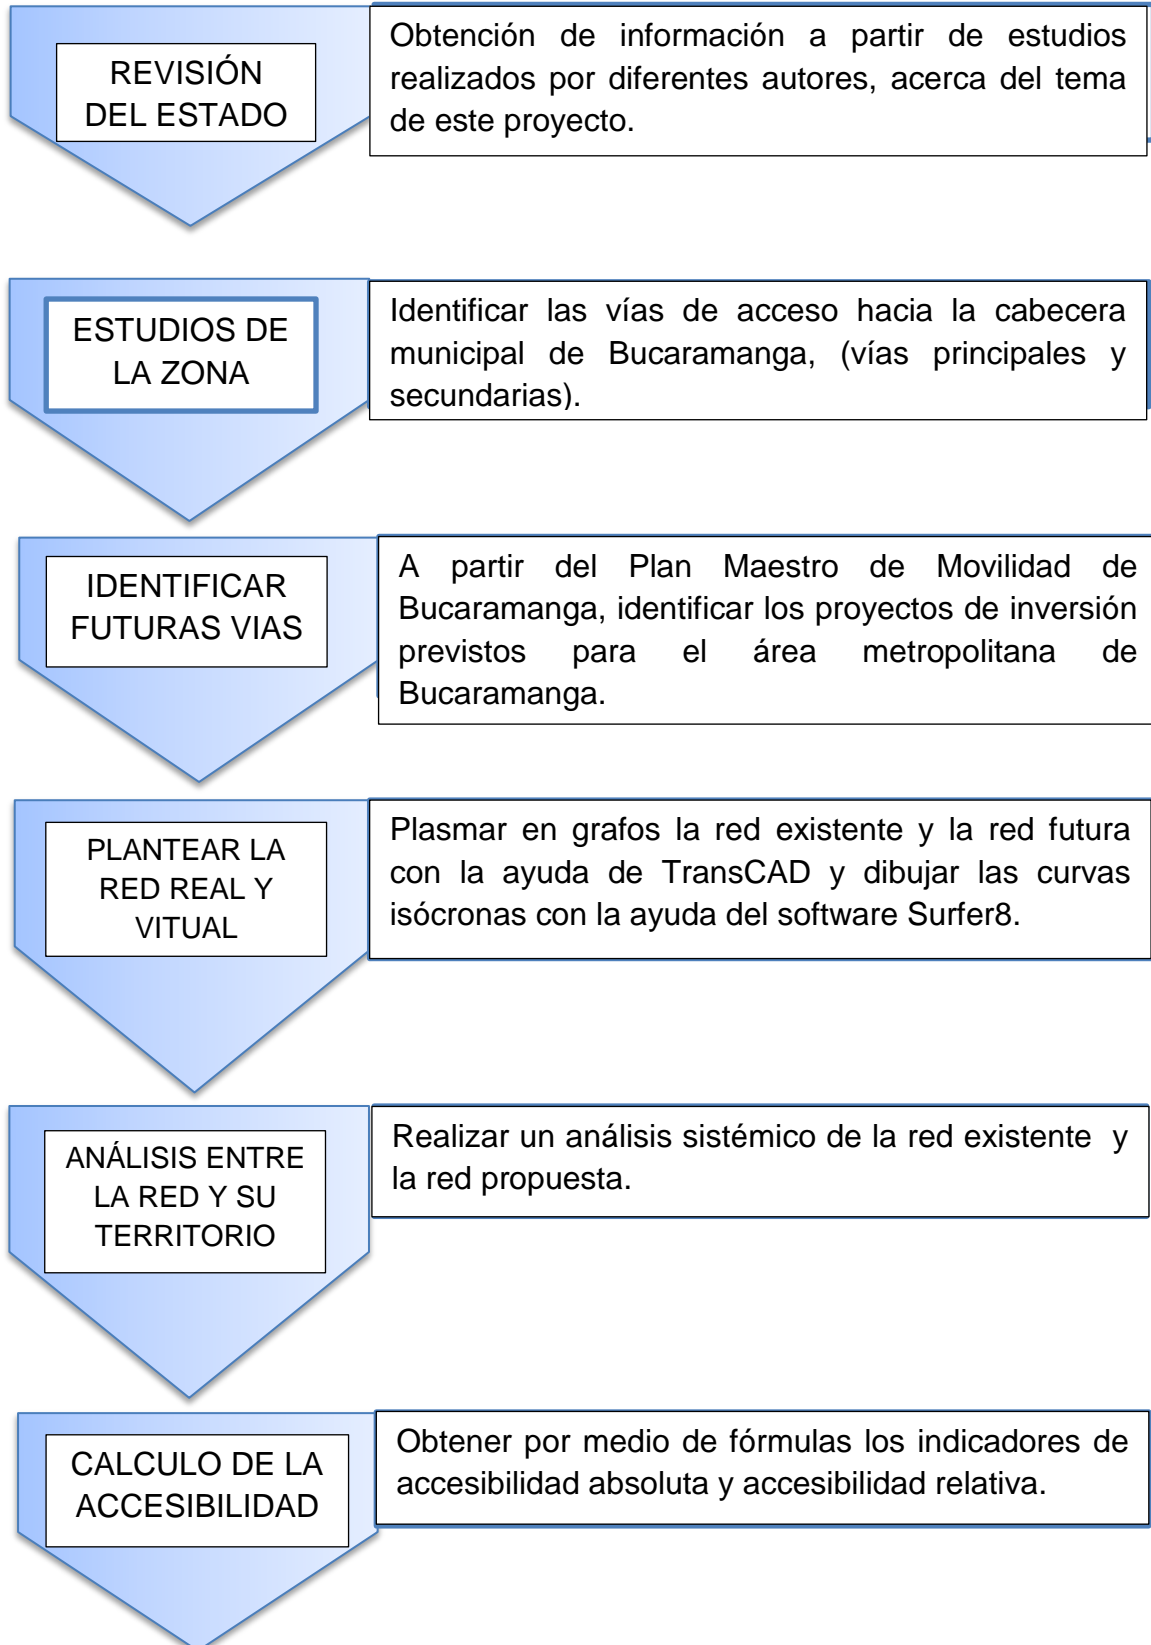 REVISIÓN
DEL ESTADO
Obtención de información a partir de estudios
realizados por diferentes autores, acerca del tema
de este proyecto.
ESTUDIOS DE
LA ZONA
Identificar las vías de acceso hacia la cabecera
municipal de Bucaramanga, (vías principales y
secundarias).
IDENTIFICAR
FUTURAS VIAS
A partir del Plan Maestro de Movilidad de
Bucaramanga, identificar los proyectos de inversión
previstos para el área metropolitana de
Bucaramanga.
PLANTEAR LA
RED REAL Y
VITUAL
Plasmar en grafos la red existente y la red futura
con la ayuda de TransCAD y dibujar las curvas
isócronas con la ayuda del software Surfer8.
ANÁLISIS ENTRE
LA RED Y SU
TERRITORIO
Realizar un análisis sistémico de la red existente y
la red propuesta.
CALCULO DE LA
ACCESIBILIDAD
Obtener por medio de fórmulas los indicadores de
accesibilidad absoluta y accesibilidad relativa.